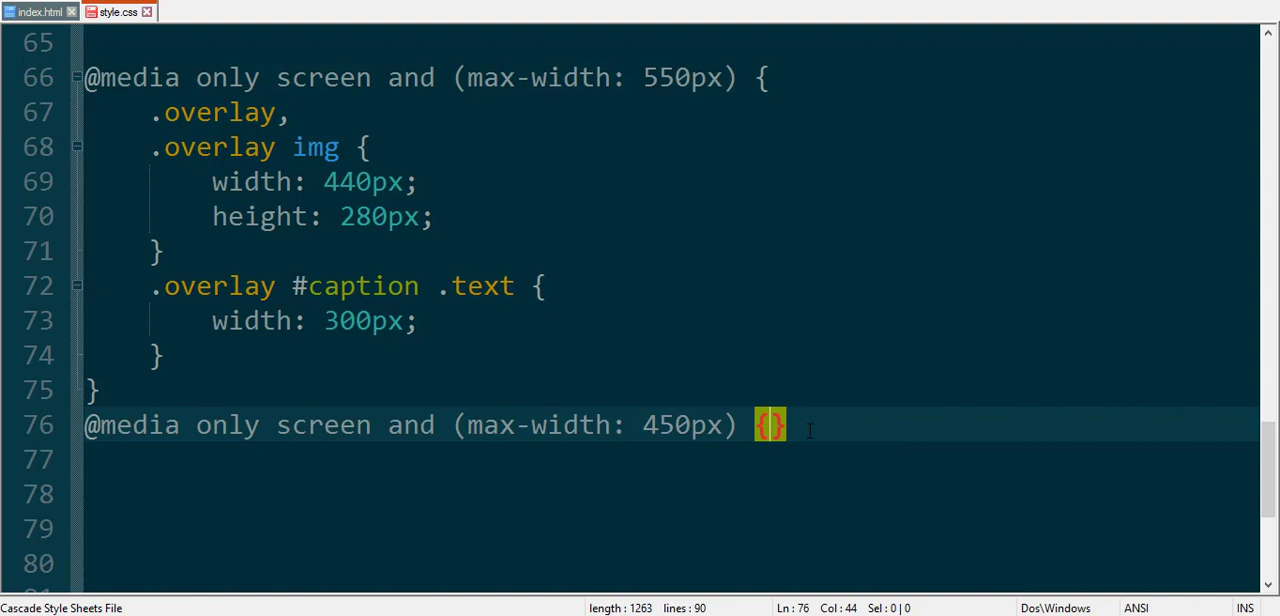 index.html style.css
65
66 @media only screen and (max-width: 550px) {
67 .overlay,
68 .overlay img {
69 width: 440px;
70 height: 280px;
71 }
72 .overlay #caption .text {
73 width: 300px;
74 }
75 }
76 @media only screen and (max-width: 450px) {}
77
78
79
80
Cascade Style Sheets File length : 1263 lines : 90 Ln : 76 Col : 44 Sel : 0 | 0 Dos\Windows ANSI INS